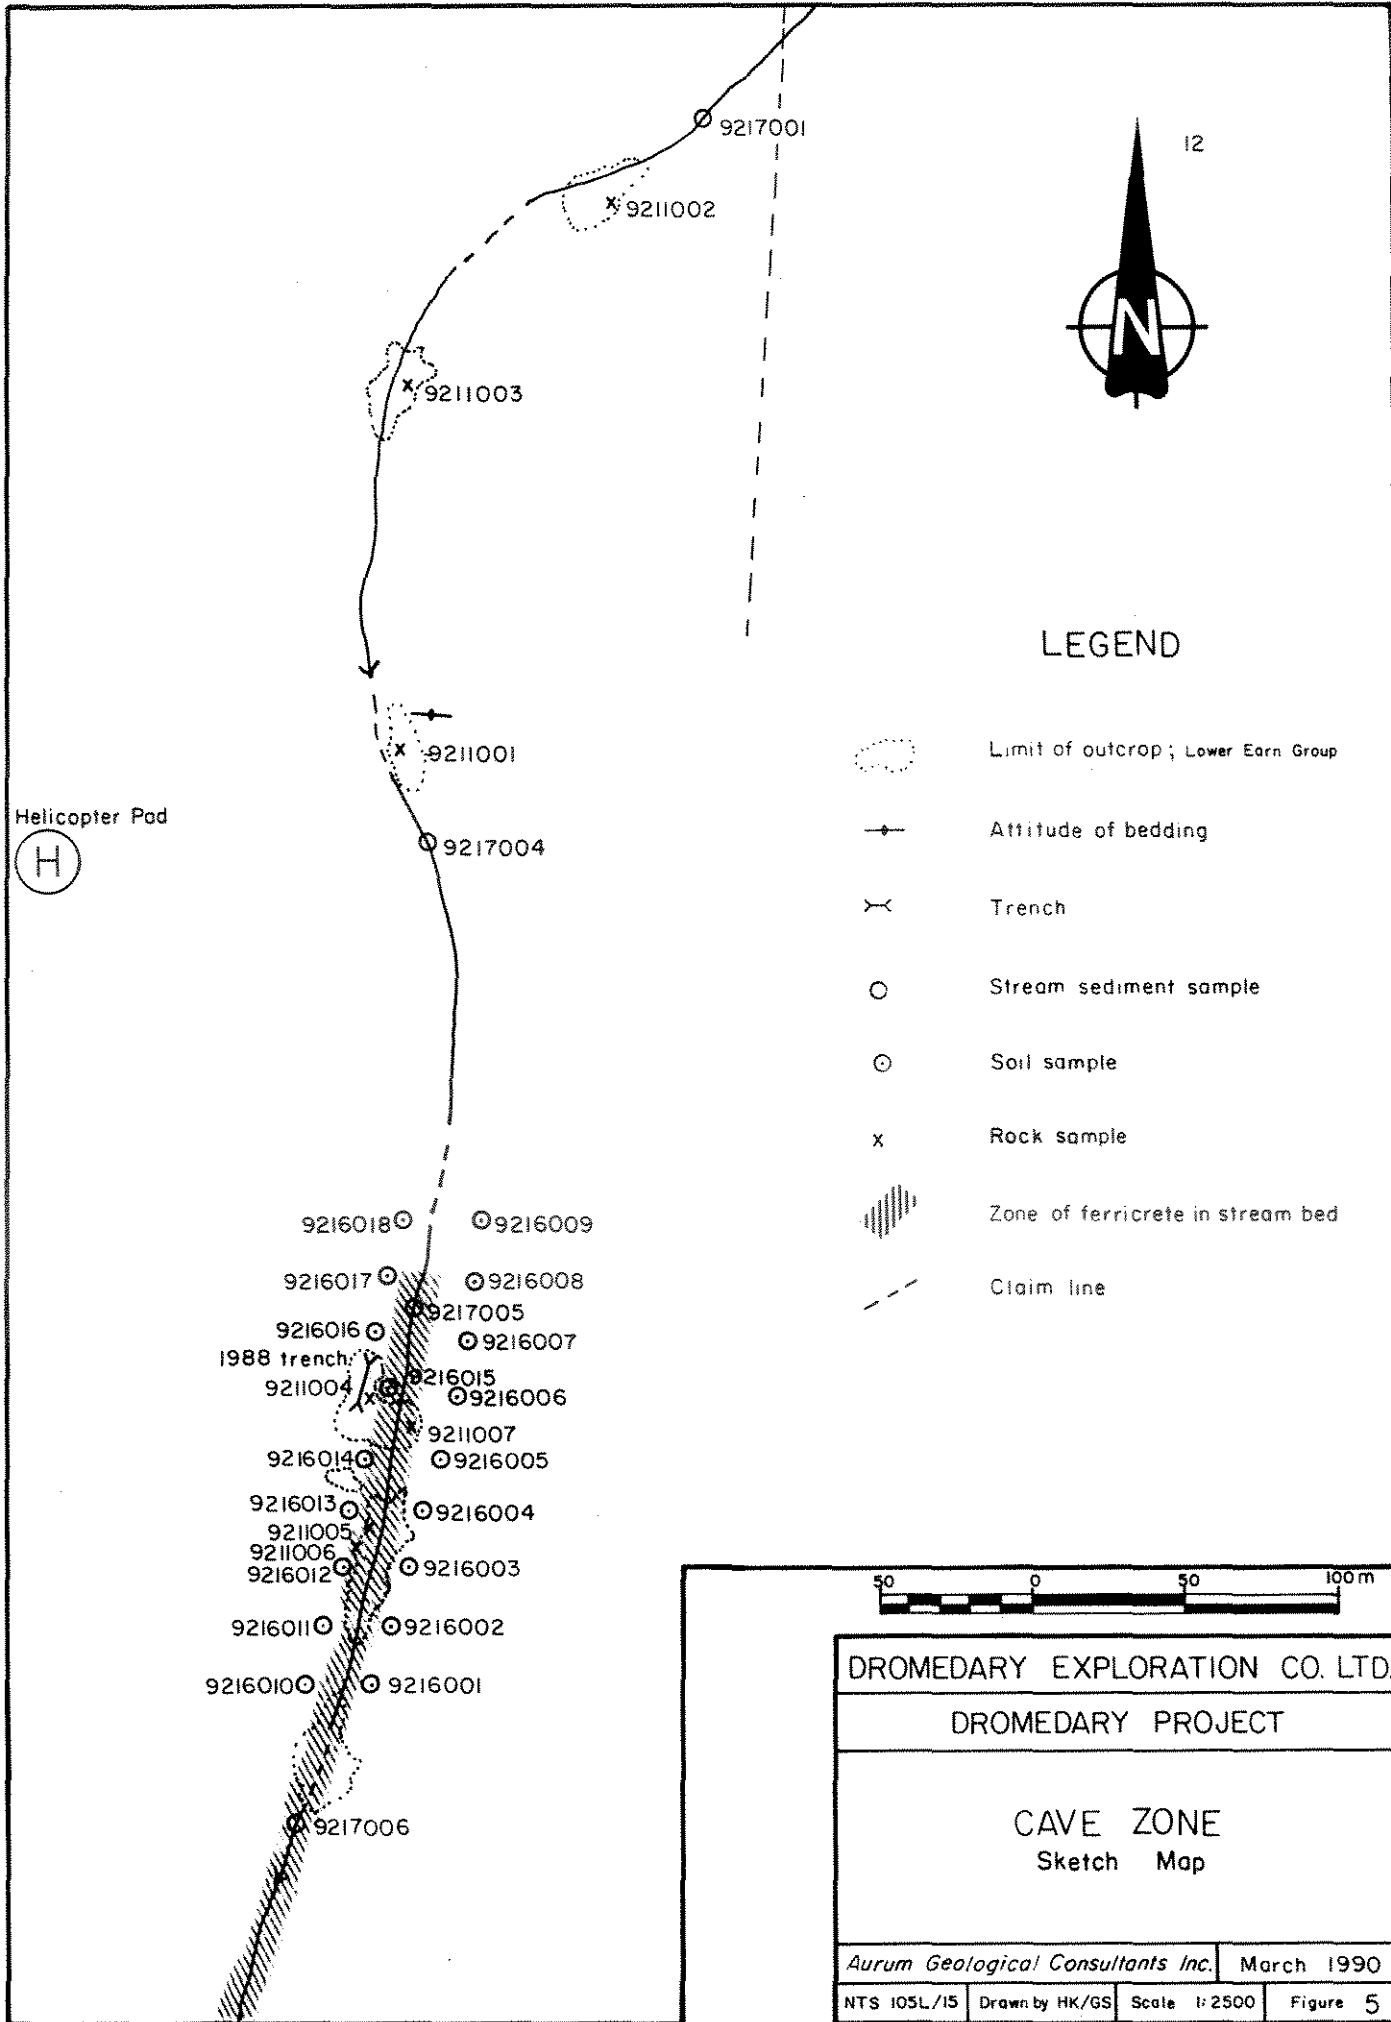 9217001
12
9211002
N
9211003
LEGEND
9211001
Limit of outcrop; Lower Earn Group
Helicopter Pad
H
Attitude of bedding
9217004
Trench
Stream sediment sample
Soil sample
Rock sample
Zone of ferricrete in stream bed
9216018
9216009
9216017
9216008
Claim line
9217005
9216016
9216007
1988 trench
9216015
9211004
9216006
9211007
9216014
9216005
9216013
9216004
9211005
9211006
9216012
9216003
9216011
9216002
9216010
9216001
9217006
50 0 50 100 m
DROMEDARY EXPLORATION CO. LTD.
DROMEDARY PROJECT
CAVE ZONE
Sketch Map
Aurum Geological Consultants Inc. March 1990
NTS 105L/15 Drawn by HK/GS Scale 1:2500 Figure 5